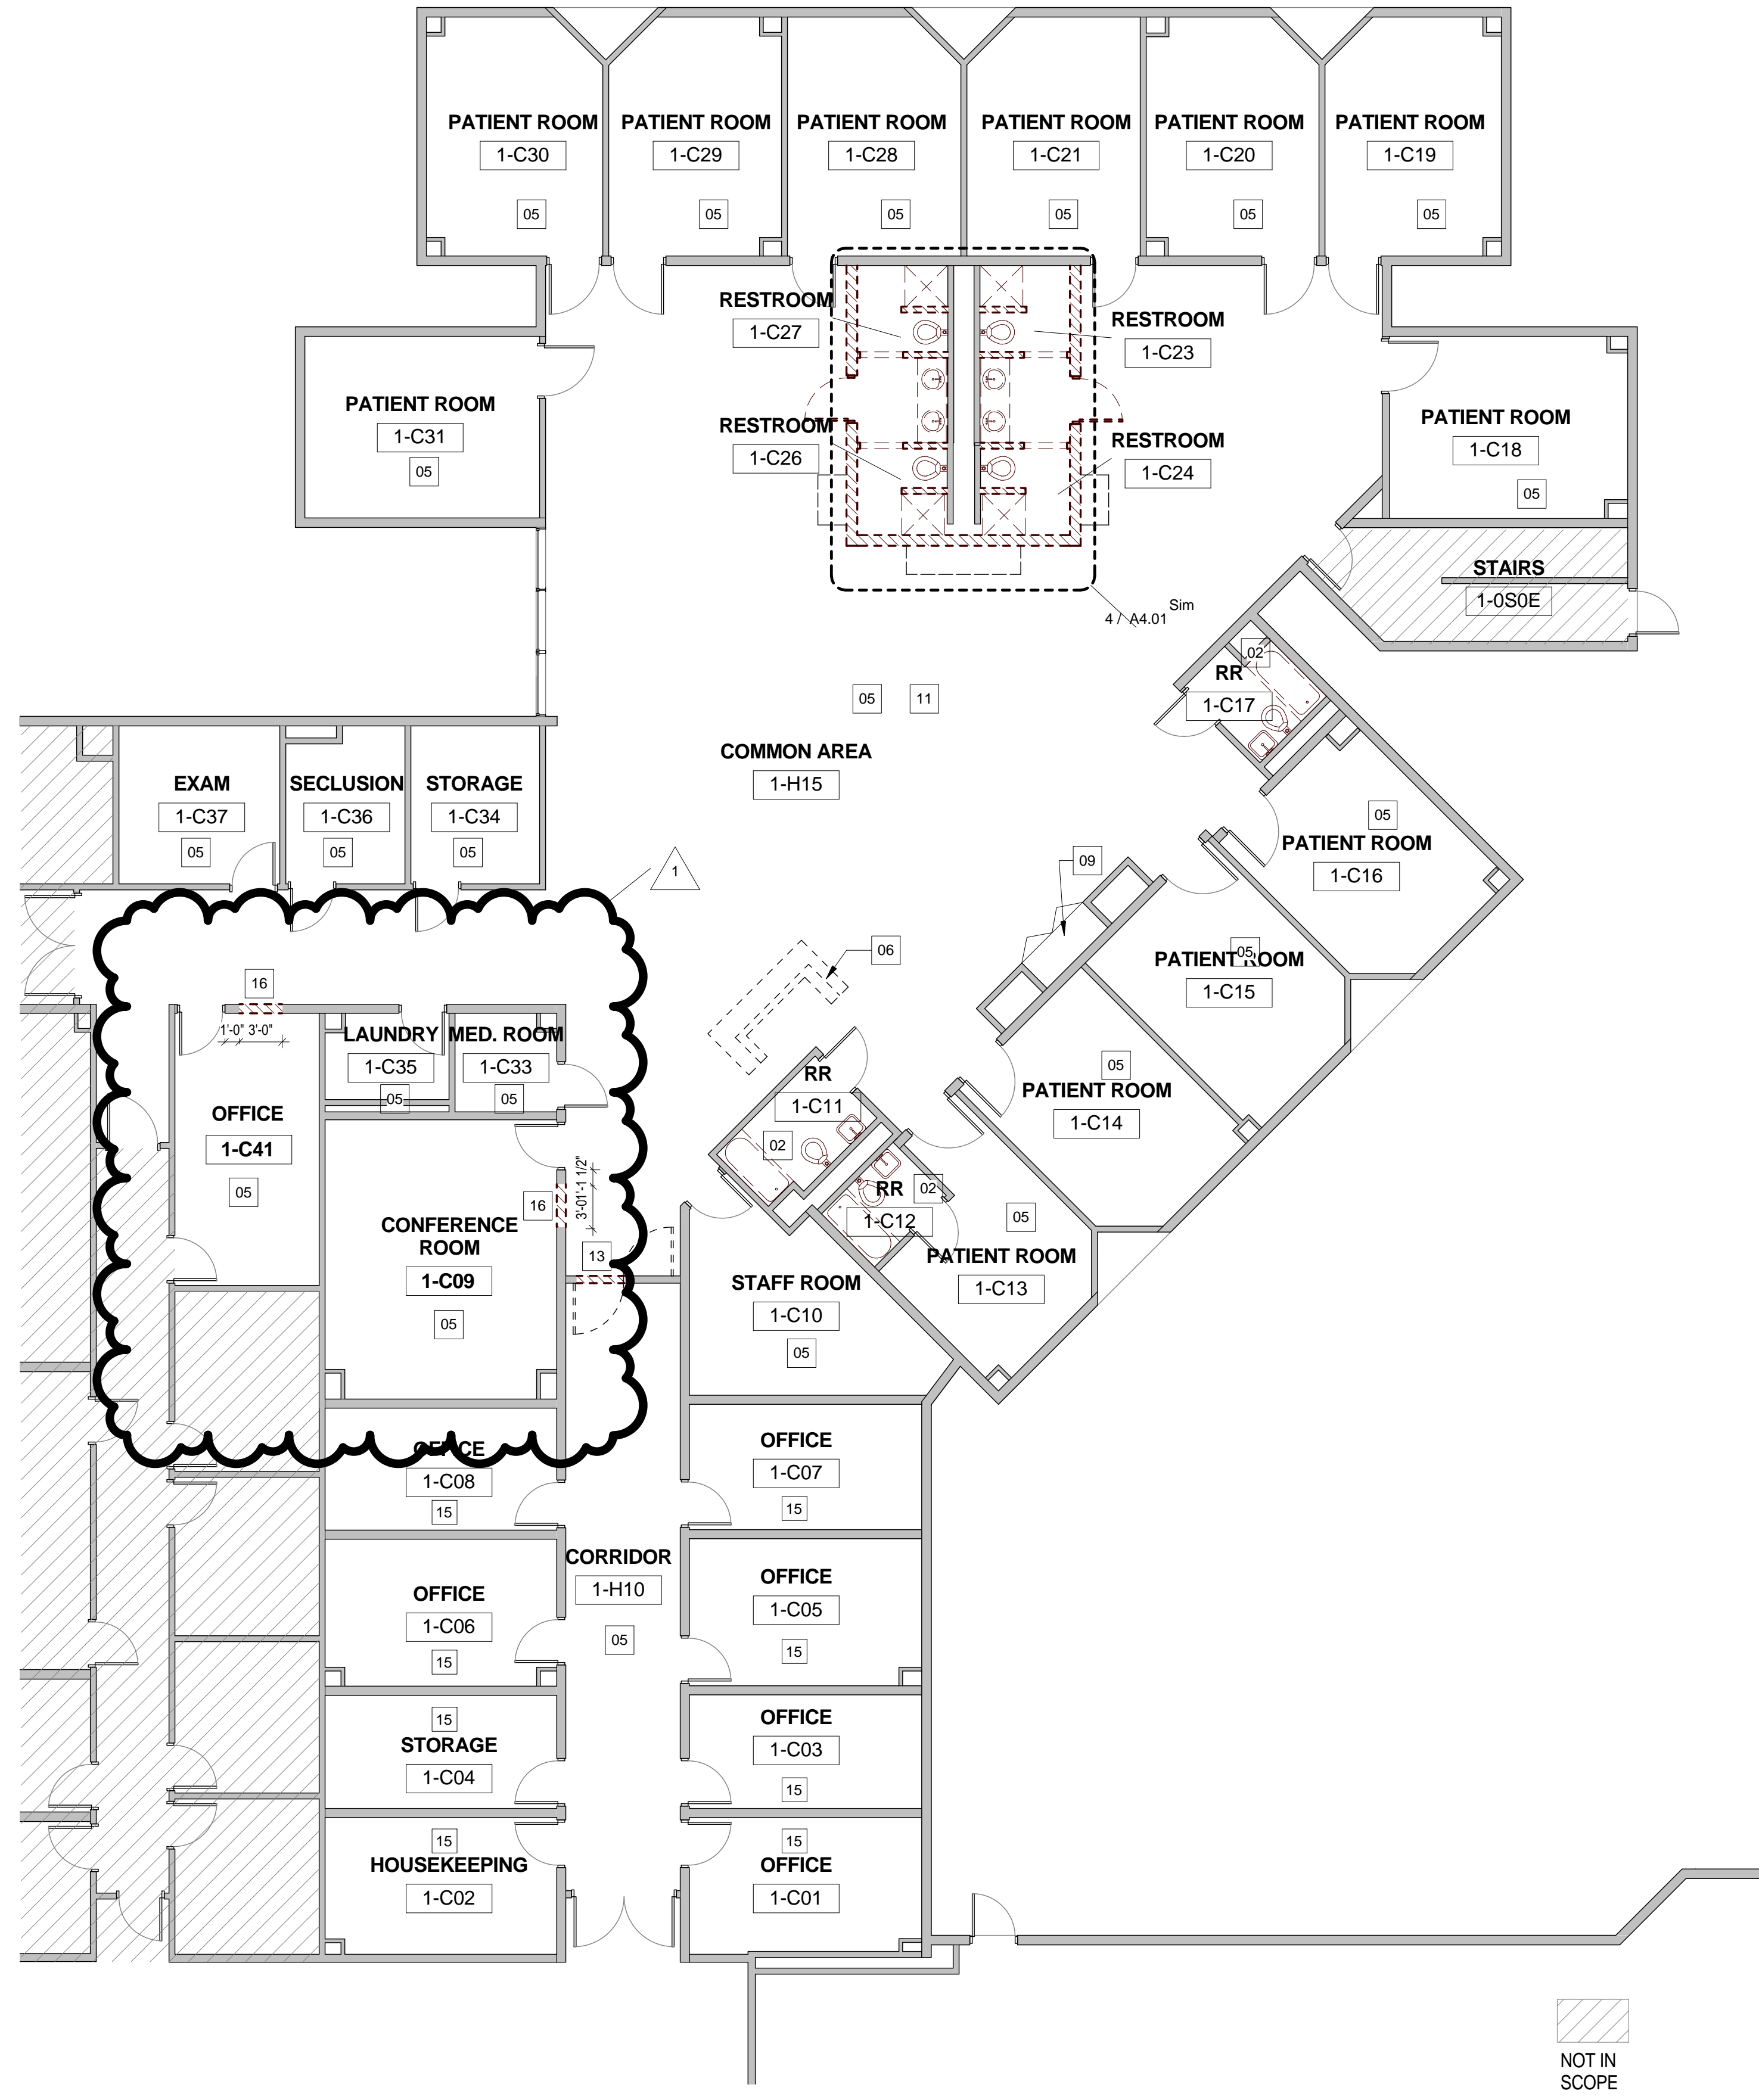 PATIENT ROOM
1-C30
05
PATIENT ROOM
1-C29
05
PATIENT ROOM
1-C28
05
PATIENT ROOM
1-C21
05
PATIENT ROOM
1-C20
05
PATIENT ROOM
1-C19
05
RESTROOM
1-C27
RESTROOM
1-C23
PATIENT ROOM
1-C31
05
RESTROOM
1-C26
RESTROOM
1-C24
PATIENT ROOM
1-C18
05
STAIRS
1-0S0E
4 / A4.01
Sim
02
RR
1-C17
05
11
COMMON AREA
1-H15
EXAM
1-C37
05
SECLUSION
1-C36
05
STORAGE
1-C34
05
1
05
PATIENT ROOM
1-C16
09
06
05
PATIENT ROOM
1-C15
16
1'-0" 3'-0"
LAUNDRY
1-C35
05
MED. ROOM
1-C33
05
RR
1-C11
02
05
PATIENT ROOM
1-C14
OFFICE
1-C41
05
3'-0
1'-1 1/2"
16
13
RR
02
1-C12
05
PATIENT ROOM
1-C13
CONFERENCE
ROOM
1-C09
05
STAFF ROOM
1-C10
05
OFFICE
1-C08
15
OFFICE
1-C07
15
CORRIDOR
1-H10
05
OFFICE
1-C06
15
OFFICE
1-C05
15
15
STORAGE
1-C04
OFFICE
1-C03
15
15
HOUSEKEEPING
1-C02
15
OFFICE
1-C01
NOT IN
SCOPE